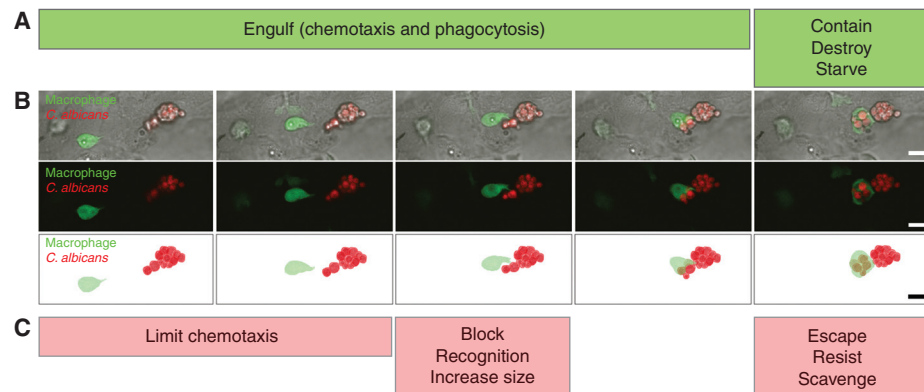 A
Engulf (chemotaxis and phagocytosis)
Contain
Destroy
Starve
B
Macrophage
C. albicans
Macrophage
C. albicans
Macrophage
C. albicans
C
Limit chemotaxis
Block
Recognition
Increase size
Escape
Resist
Scavenge